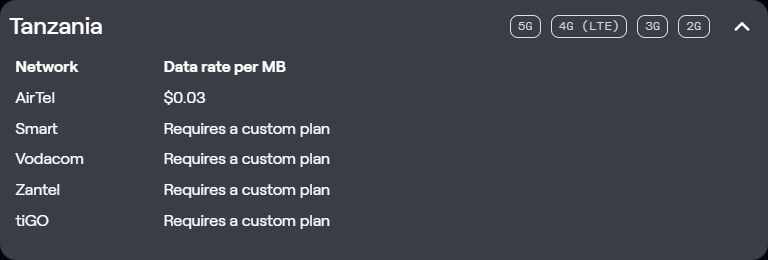 Tanzania 5G 4G (LTE) 3G 2G
Network Data rate per MB
AirTel $0.03
Smart Requires a custom plan
Vodacom Requires a custom plan
Zantel Requires a custom plan
tiGO Requires a custom plan